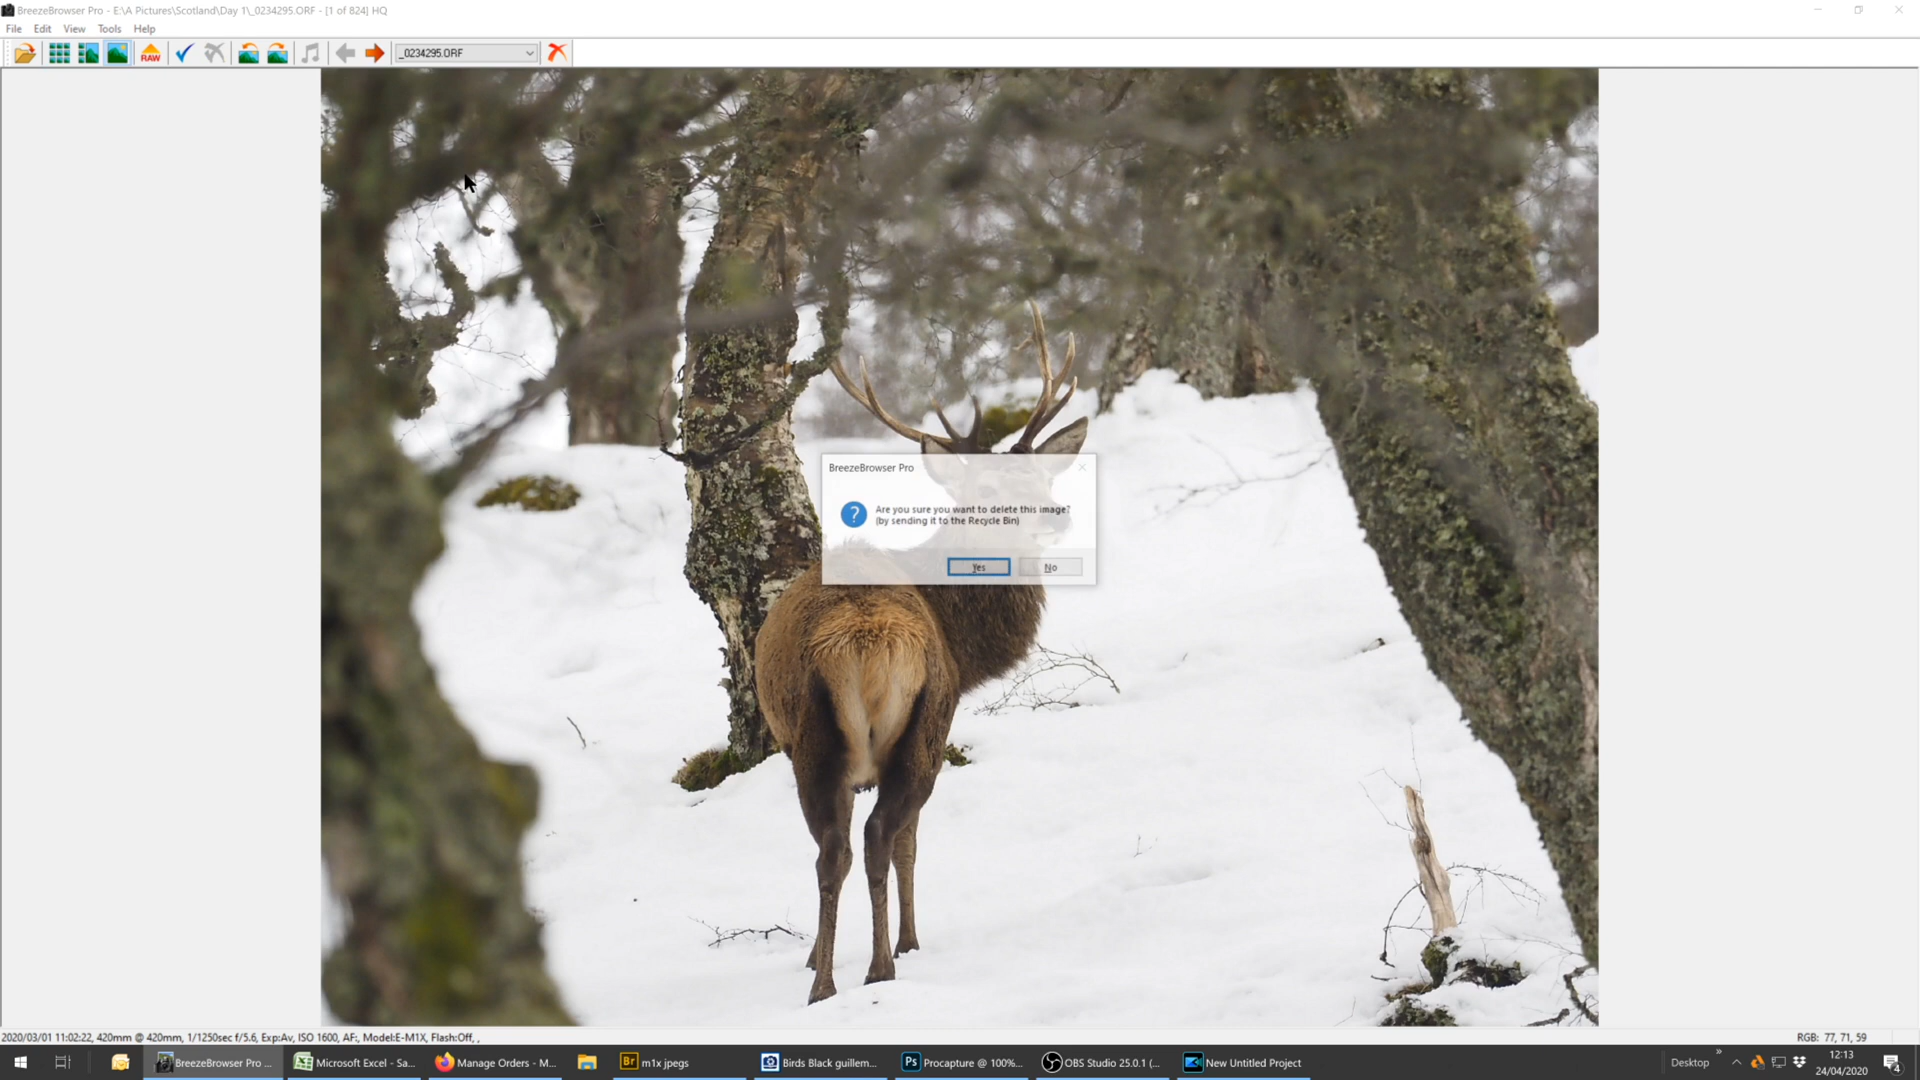 BreezeBrowser Pro - E:\A Pictures\Scotland\Day 1\_0234295.ORF - [1 of 824] HQ
File Edit View Tools Help
RAW _0234295.ORF
BreezeBrowser Pro
Are you sure you want to delete this image?
(by sending it to the Recycle Bin)
Yes No
2020/03/01 11:02:22, 420mm @ 420mm, 1/1250sec f/5.6, Exp:Av, ISO 1600, AF:, Model:E-M1X, Flash:Off, , RGB: 77, 71, 59
BreezeBrowser Pro ... Microsoft Excel - Sa... Manage Orders - M... Br m1x jpegs Birds Black guillem... Ps Procapture @ 100%... OBS Studio 25.0.1 (... New Untitled Project Desktop » 12:13
24/04/2020 4